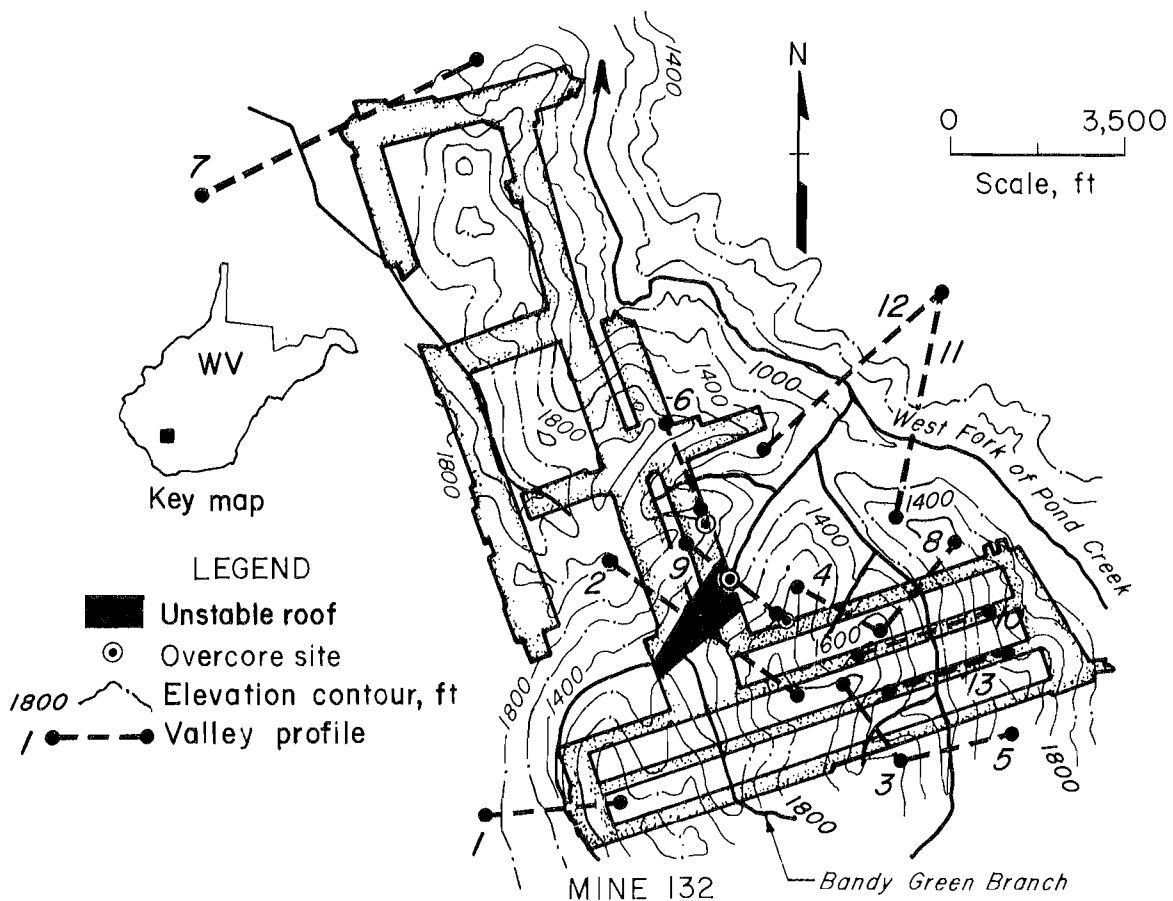 1400
N
0 3,500
Scale, ft
7
12
11
WV
Key map
1000
1400
6
1800
1800
West Fork of Pond Creek
1400
1400
8
LEGEND
Unstable roof
Overcore site
1800 Elevation contour, ft
1 Valley profile
2
9
4
10
1600
13
1800
1400
3
5
1800
1800
1
MINE 132
Bandy Green Branch